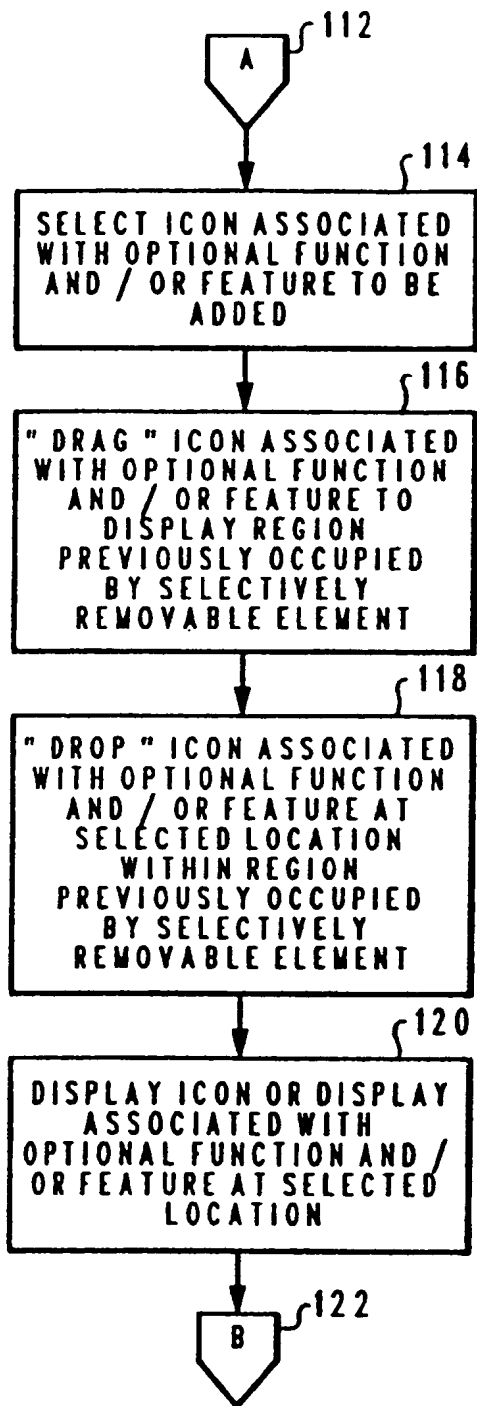 112
A
114
SELECT ICON ASSOCIATED
WITH OPTIONAL FUNCTION
AND / OR FEATURE TO BE
ADDED
116
" DRAG " ICON ASSOCIATED
WITH OPTIONAL FUNCTION
AND / OR FEATURE TO
DISPLAY REGION
PREVIOUSLY OCCUPIED
BY SELECTIVELY
REMOVABLE ELEMENT
118
" DROP " ICON ASSOCIATED
WITH OPTIONAL FUNCTION
AND / OR FEATURE AT
SELECTED LOCATION
WITHIN REGION
PREVIOUSLY OCCUPIED
BY SELECTIVELY
REMOVABLE ELEMENT
120
DISPLAY ICON OR DISPLAY
ASSOCIATED WITH
OPTIONAL FUNCTION AND /
OR FEATURE AT SELECTED
LOCATION
122
B